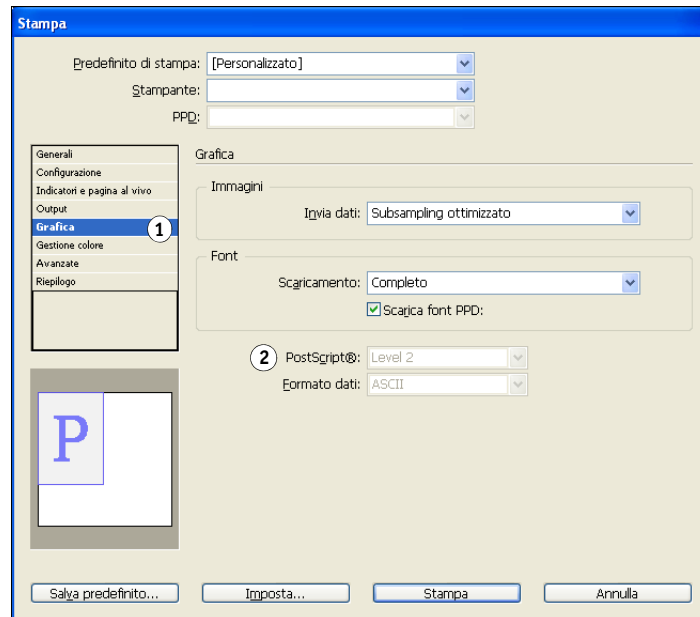 Stampa
Predefinito di stampa: [Personalizzato]
Stampante:
PPD:
Generali
Configurazione
Indicatori e pagina al vivo
Output
Grafica 1
Gestione colore
Avanzate
Riepilogo
Grafica
Immagini
Invia dati: Subsampling ottimizzato
Font
Scaricamento: Completo
Scarica font PPD:
2 PostScript®: Level 2
Formato dati: ASCII
P
Salva predefinito...
Imposta...
Stampa
Annulla